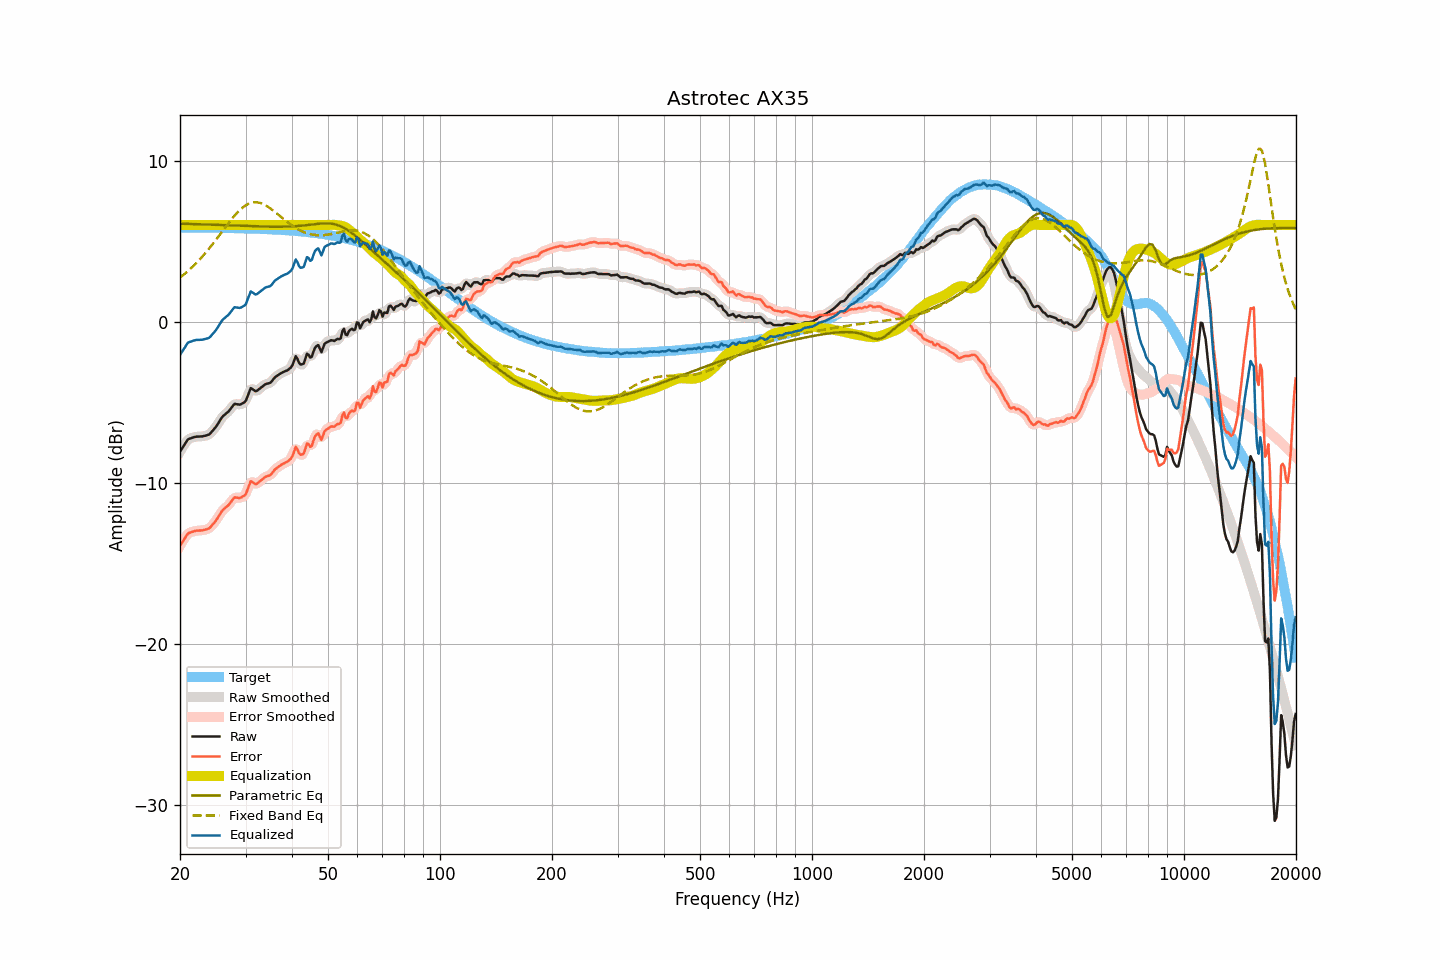 Astrotec AX35
Amplitude (dBr)
10
0
−10
−20
−30
Target
Raw Smoothed
Error Smoothed
Raw
Error
Equalization
Parametric Eq
Fixed Band Eq
Equalized
20 50 100 200 500 1000 2000 5000 10000 20000
Frequency (Hz)